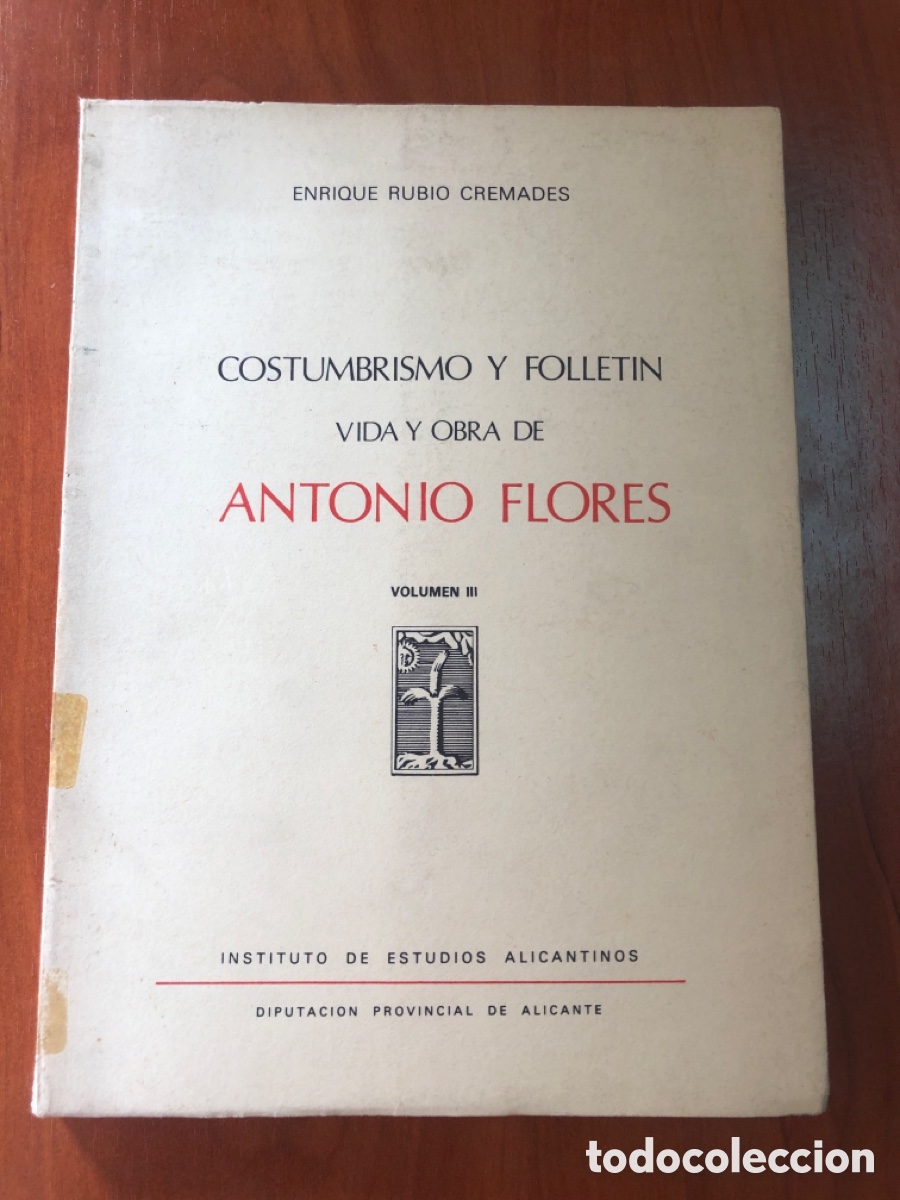 ENRIQUE RUBIO CREMADES
COSTUMBRISMO Y FOLLETIN
VIDA Y OBRA DE
ANTONIO FLORES
VOLUMEN III
INSTITUTO DE ESTUDIOS ALICANTINOS
DIPUTACION PROVINCIAL DE ALICANTE
todocoleccion